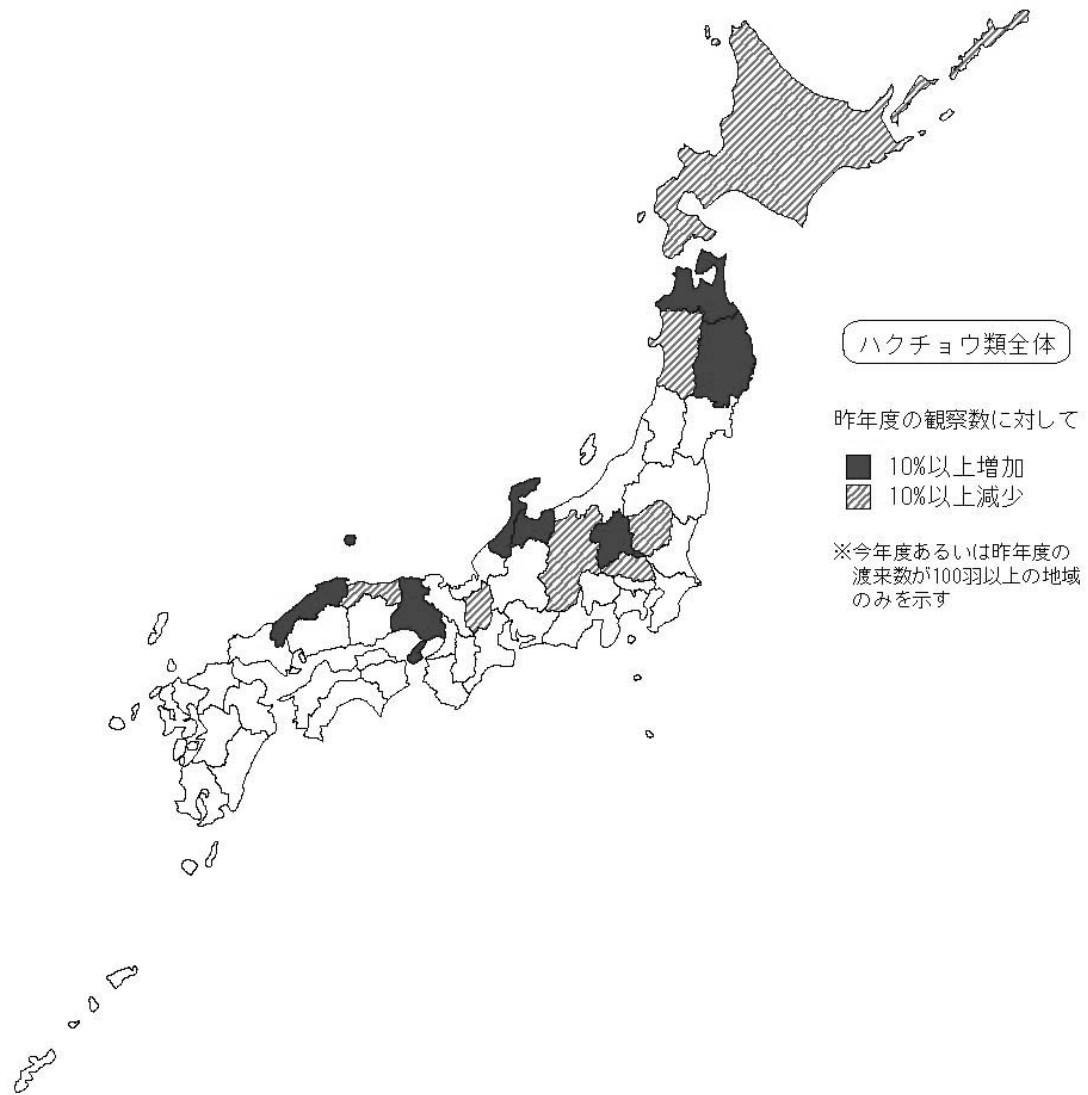 ハクチョウ類全体
昨年度の観察数に対して
10%以上増加
10%以上減少
※今年度あるいは昨年度の
渡来数が100羽以上の地域
のみを示す